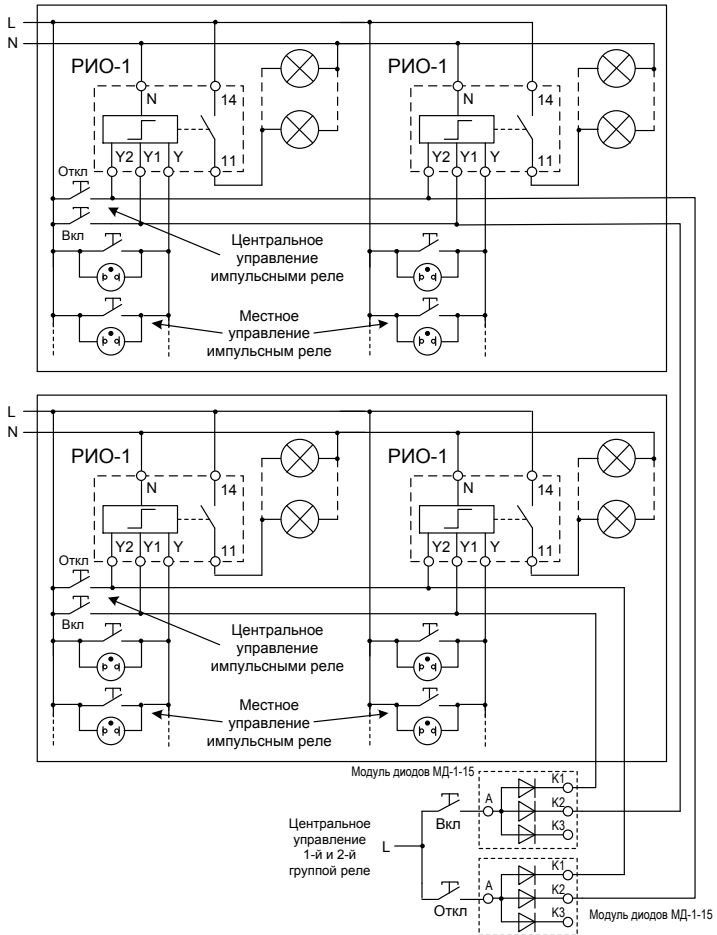 L
N
РИО-1
РИО-1
N
14
N
14
Y2 Y1 Y
11
Y2 Y1 Y
11
Откл
Вкл
Центральное
управление
импульсными реле
Местное
управление
импульсным реле
L
N
РИО-1
РИО-1
N
14
N
14
Y2 Y1 Y
11
Y2 Y1 Y
11
Откл
Вкл
Центральное
управление
импульсными реле
Местное
управление
импульсным реле
Модуль диодов МД-1-15
A
K1
K2
K3
Вкл
Центральное
управление
1-й и 2-й
группой реле
L
A
K1
K2
K3
Откл
Модуль диодов МД-1-15